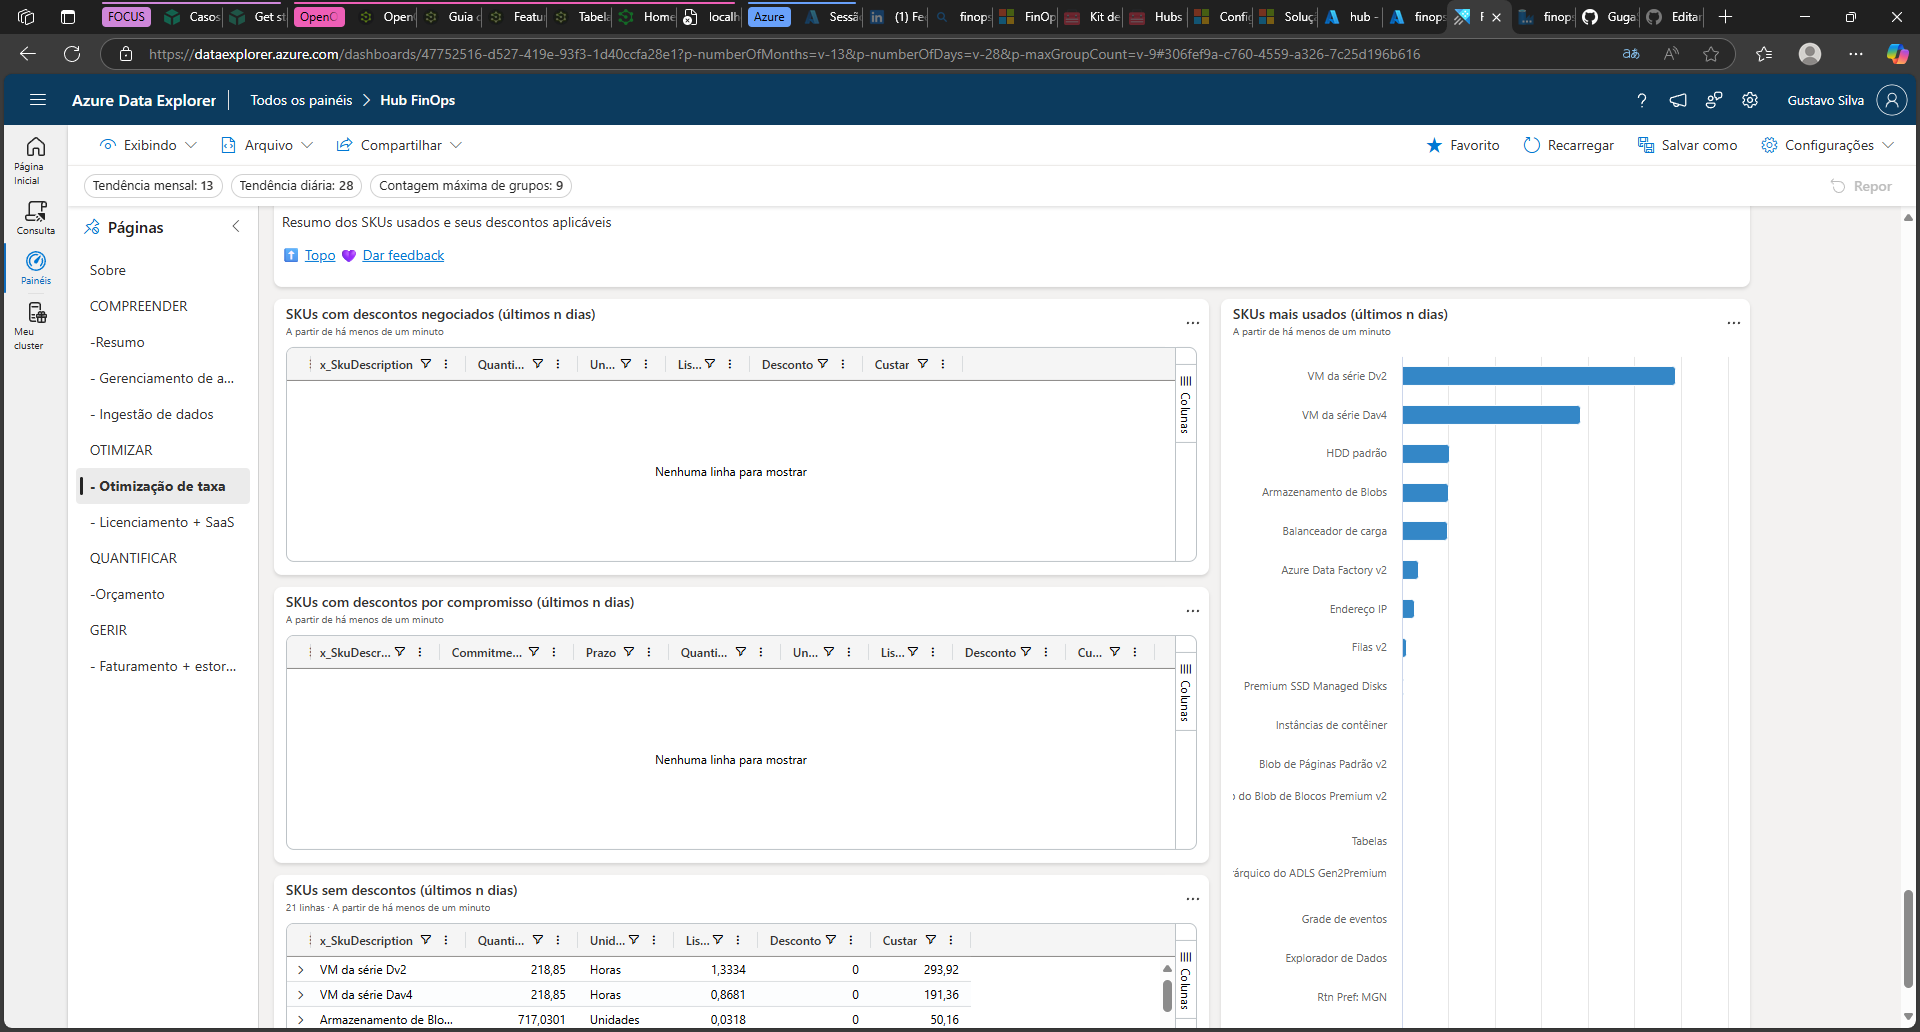 FOCUS
Casos
Get st
OpenC
Open
Guia c
Featu
Tabela
Home
localh
Azure
Sessã
(1) Fe
finops
FinOp
Kit de
Hubs
Config
Soluç
hub -
finops
F
finops
Guga
Editar
https://dataexplorer.azure.com/dashboards/47752516-d527-419e-93f3-1d40ccfa28e1?p-numberOfMonths=v-13&p-numberOfDays=v-28&p-maxGroupCount=v-9#306fef9a-c760-4559-a326-7c25d196b616
Azure Data Explorer
Todos os painéis > Hub FinOps
Gustavo Silva
Página Inicial
Consulta
Painéis
Meu cluster
Exibindo
Arquivo
Compartilhar
Favorito
Recarregar
Salvar como
Configurações
Tendência mensal: 13
Tendência diária: 28
Contagem máxima de grupos: 9
Repor
Páginas
Sobre
COMPREENDER
-Resumo
- Gerenciamento de a...
- Ingestão de dados
OTIMIZAR
- Otimização de taxa
- Licenciamento + SaaS
QUANTIFICAR
-Orçamento
GERIR
- Faturamento + estor...
Resumo dos SKUs usados e seus descontos aplicáveis
Topo 💜 Dar feedback
SKUs com descontos negociados (últimos n dias)
A partir de há menos de um minuto
x_SkuDescription Quanti... Un... Lis... Desconto Custar
Colunas
Nenhuma linha para mostrar
SKUs com descontos por compromisso (últimos n dias)
A partir de há menos de um minuto
x_SkuDescr... Commitme... Prazo Quanti... Un... Lis... Desconto Cu...
Colunas
Nenhuma linha para mostrar
SKUs sem descontos (últimos n dias)
21 linhas · A partir de há menos de um minuto
x_SkuDescription Quanti... Unid... Lis... Desconto Custar
Colunas
VM da série Dv2 218,85 Horas 1,3334 0 293,92
VM da série Dav4 218,85 Horas 0,8681 0 191,36
Armazenamento de Blo... 717,0301 Unidades 0,0318 0 50,16
SKUs mais usados (últimos n dias)
A partir de há menos de um minuto
VM da série Dv2
VM da série Dav4
HDD padrão
Armazenamento de Blobs
Balanceador de carga
Azure Data Factory v2
Endereço IP
Filas v2
Premium SSD Managed Disks
Instâncias de contêiner
Blob de Páginas Padrão v2
o do Blob de Blocos Premium v2
Tabelas
rárquico do ADLS Gen2Premium
Grade de eventos
Explorador de Dados
Rtn Pref: MGN